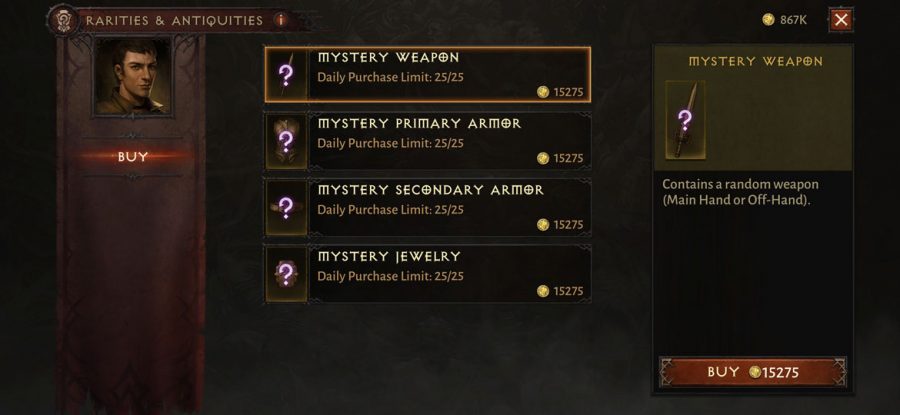 RARITIES & ANTIQUITIES
867K
BUY
MYSTERY WEAPON
Daily Purchase Limit: 25/25
15275
MYSTERY PRIMARY ARMOR
Daily Purchase Limit: 25/25
15275
MYSTERY SECONDARY ARMOR
Daily Purchase Limit: 25/25
15275
MYSTERY JEWELRY
Daily Purchase Limit: 25/25
15275
MYSTERY WEAPON
Contains a random weapon
(Main Hand or Off-Hand).
BUY 15275